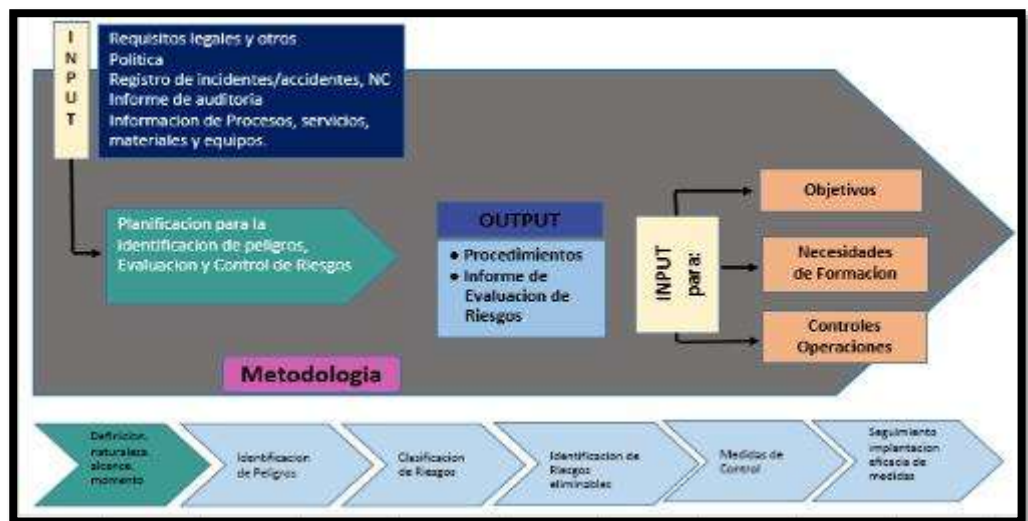 I
N
P
U
T
Requisitos legales y otros
Política
Registro de incidentes/accidentes, NC
Informe de auditoría
Informacion de Procesos, servicios,
materiales y equipos.
Planificacion para la
identificacion de peligros,
Evaluacion y Control de Riesgos
OUTPUT
● Procedimientos
● Informe de
Evaluacion de
Riesgos
INPUT
para:
Objetivos
Necesidades
de Formacion
Controles
Operaciones
Metodologia
Definicion,
naturaleza,
alcance,
momento
Identificacion
de Peligros
Clasificacion
de Riesgos
Identificacion de
Riesgos
eliminables
Medidas de
Control
Seguimiento
implantacion
eficacia de
medidas